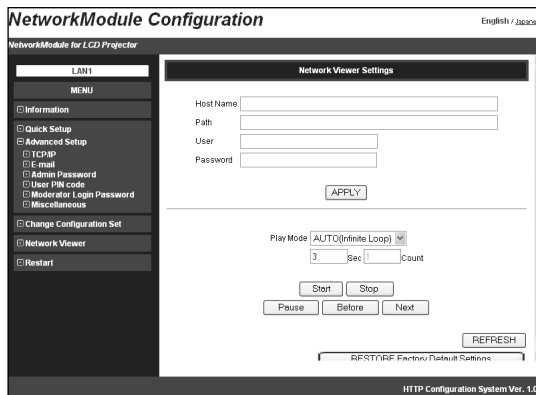 NetworkModule Configuration
English / Japane
NetworkModule for LCD Projector
LAN1
MENU
Information
Quick Setup
Advanced Setup
TCP/IP
E-mail
Admin Password
User PIN code
Moderator Login Password
Miscellaneous
Change Configuration Set
Network Viewer
Restart
Network Viewer Settings
Host Name
Path
User
Password
APPLY
Play Mode AUTO(Infinite Loop)
3 Sec 1 Count
Start Stop
Pause Before Next
REFRESH
RESTORE Factory Default Settings
HTTP Configuration System Ver. 1.0